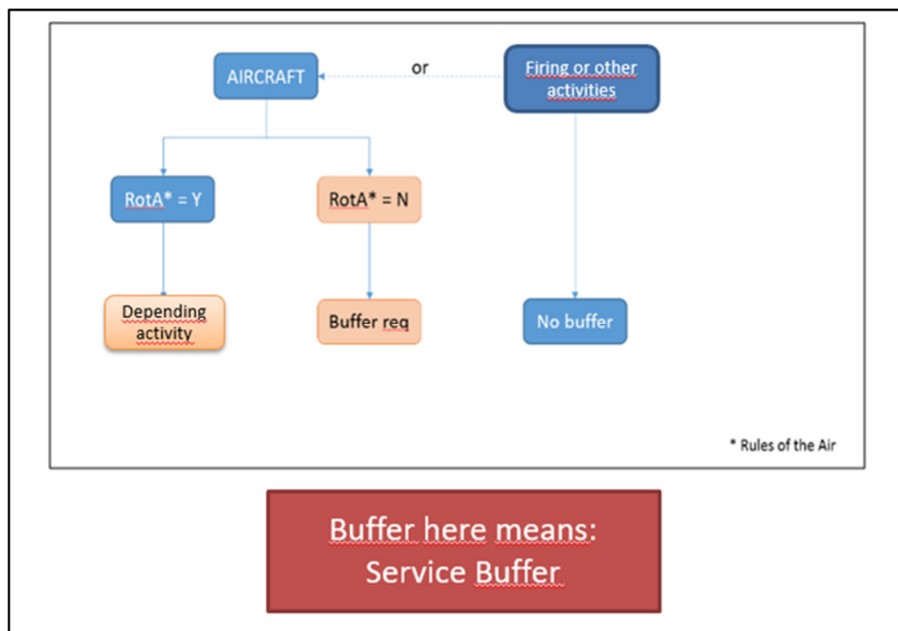 AIRCRAFT
or
Firing or other
activities
RotA* = Y
RotA* = N
Depending
activity
Buffer req
No buffer
* Rules of the Air
Buffer here means:
Service Buffer